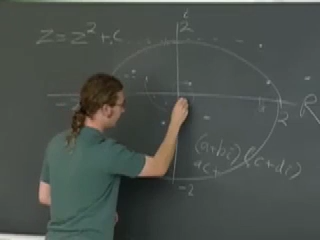 Z = Z² + C
i
2
-2
2
R
(a+bi)(c+di)
ac+
-2